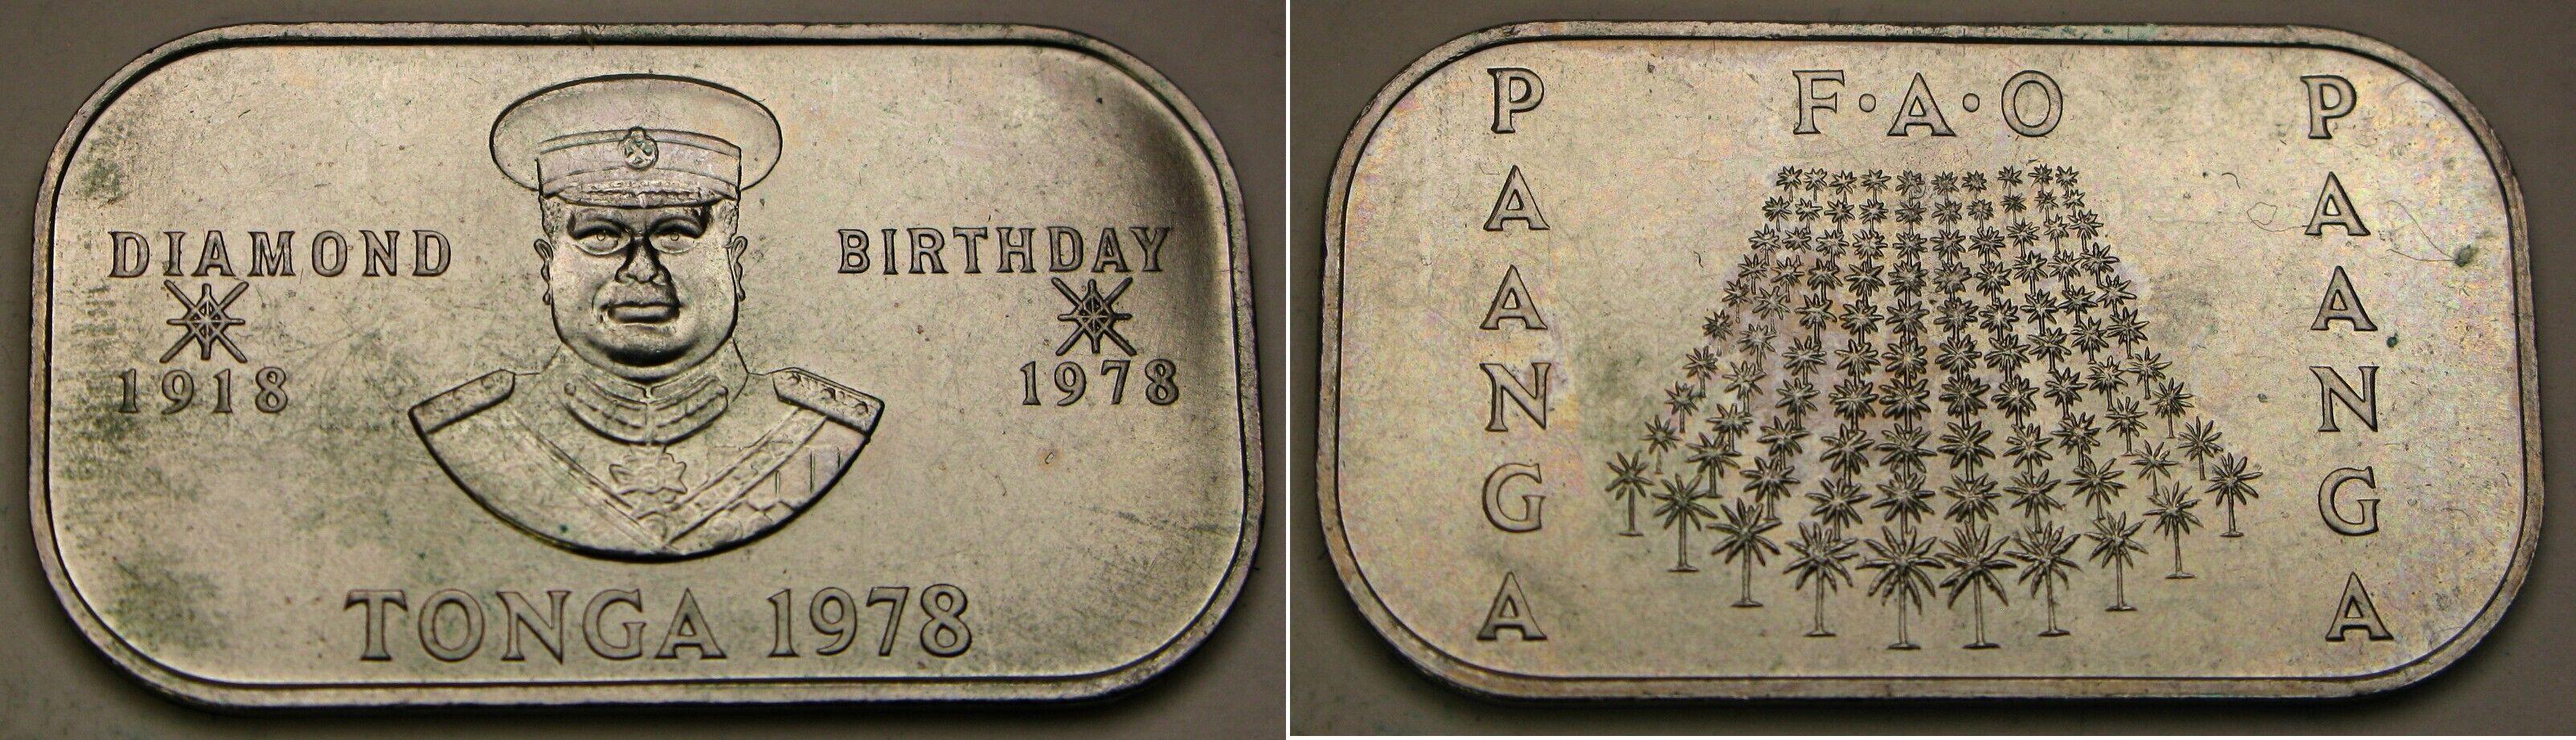 DIAMOND BIRTHDAY
1918 1978
TONGA 1978
F·A·O
PAANGA
PAANGA